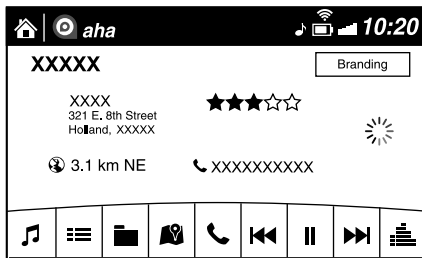 aha 10:20
XXXXX Branding
XXXX
321 E. 8th Street
Holland, XXXXX
3.1 km NE XXXXXXXXXX